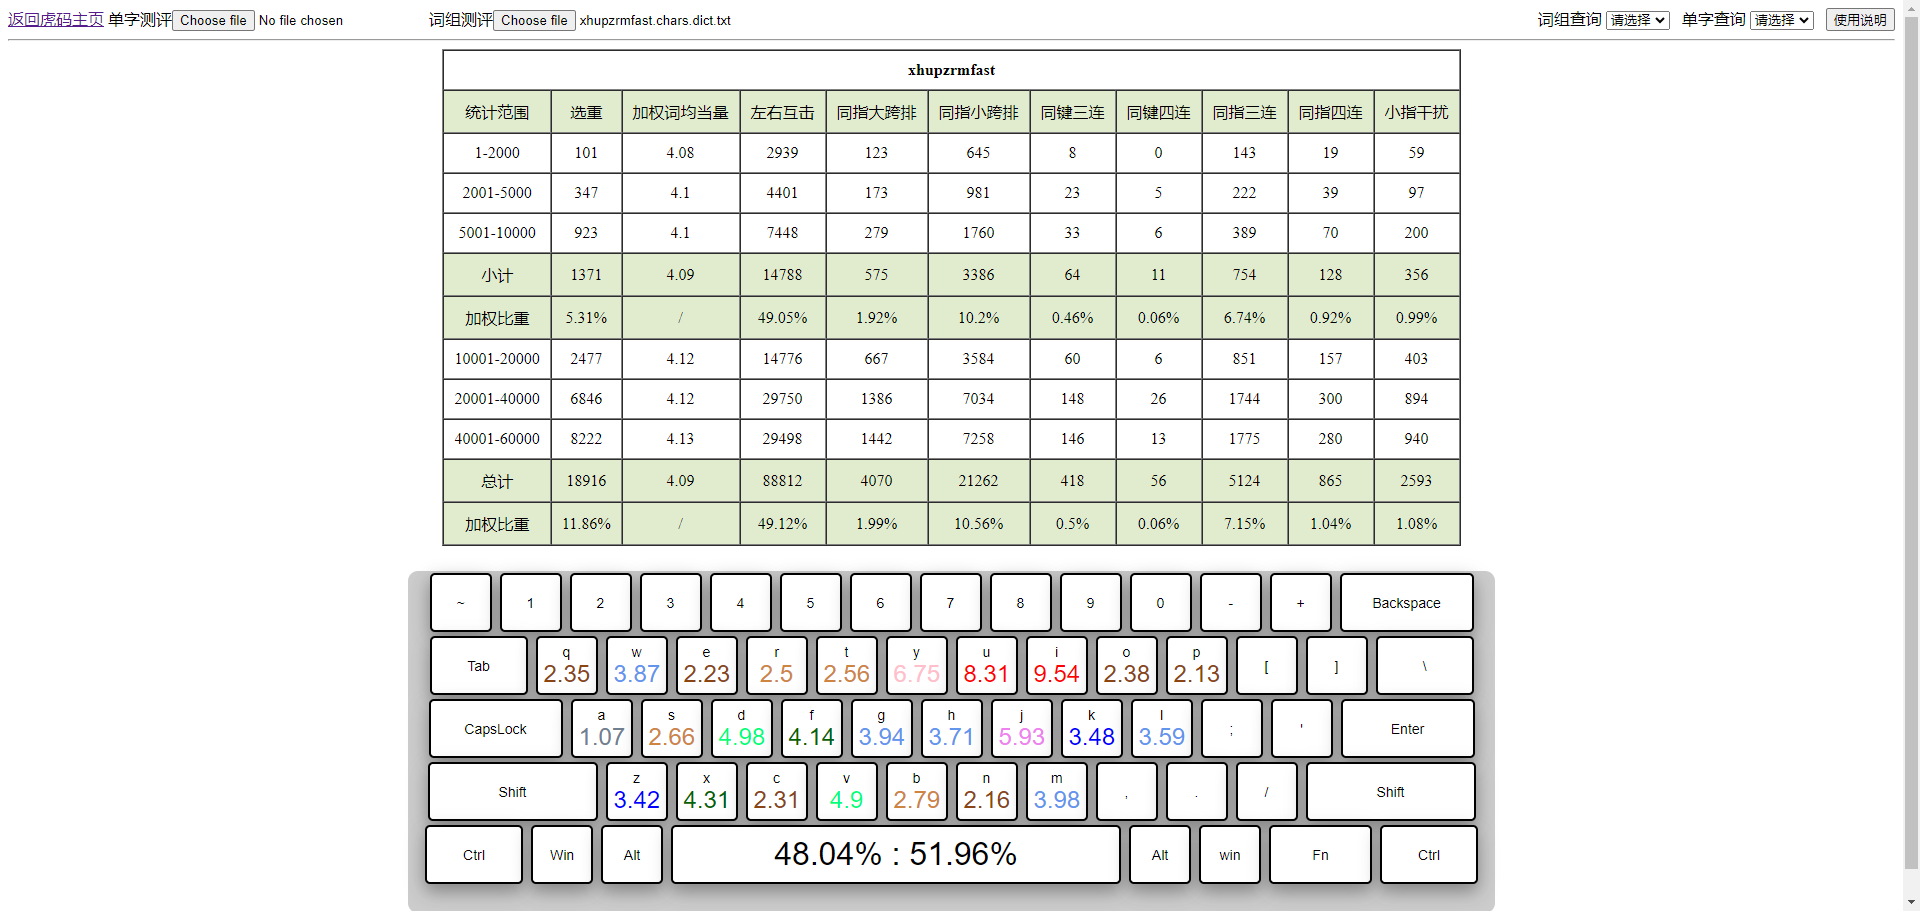 返回虎码主页 单字测评 Choose file No file chosen 词组测评 Choose file xhupzrmfast.chars.dict.txt 词组查询 请选择 单字查询 请选择 使用说明
xhupzrmfast
统计范围 选重 加权词均当量 左右互击 同指大跨排 同指小跨排 同键三连 同键四连 同指三连 同指四连 小指干扰
1-2000 101 4.08 2939 123 645 8 0 143 19 59
2001-5000 347 4.1 4401 173 981 23 5 222 39 97
5001-10000 923 4.1 7448 279 1760 33 6 389 70 200
小计 1371 4.09 14788 575 3386 64 11 754 128 356
加权比重 5.31% / 49.05% 1.92% 10.2% 0.46% 0.06% 6.74% 0.92% 0.99%
10001-20000 2477 4.12 14776 667 3584 60 6 851 157 403
20001-40000 6846 4.12 29750 1386 7034 148 26 1744 300 894
40001-60000 8222 4.13 29498 1442 7258 146 13 1775 280 940
总计 18916 4.09 88812 4070 21262 418 56 5124 865 2593
加权比重 11.86% / 49.12% 1.99% 10.56% 0.5% 0.06% 7.15% 1.04% 1.08%
~ 1 2 3 4 5 6 7 8 9 0 - + Backspace
Tab q w e r t y u i o p [ ] \
2.35 3.87 2.23 2.5 2.56 6.75 8.31 9.54 2.38 2.13
CapsLock a s d f g h j k l ; ' Enter
1.07 2.66 4.98 4.14 3.94 3.71 5.93 3.48 3.59
Shift z x c v b n m , . / Shift
3.42 4.31 2.31 4.9 2.79 2.16 3.98
Ctrl Win Alt 48.04% : 51.96% Alt win Fn Ctrl